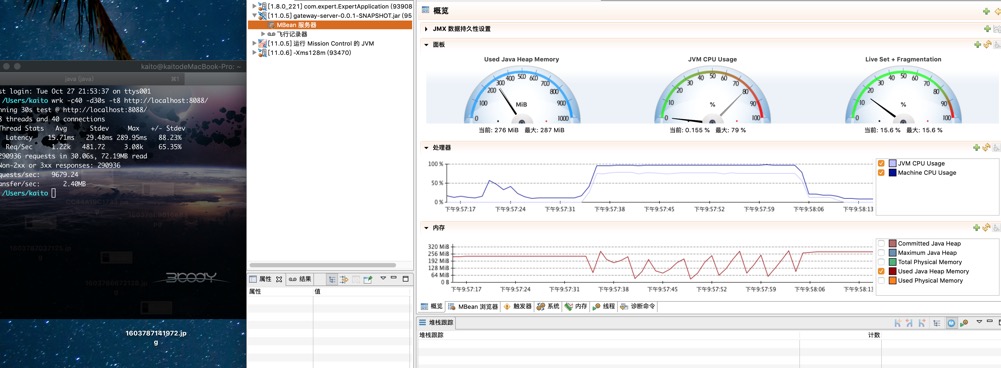 kaito@kaitodeMacBook-Pro: ~
java (java)
⌘7
st login: Tue Oct 27 21:53:37 on ttys001
/Users/kaito wrk -c40 -d30s -t8 http://localhost:8088/
nning 30s test @ http://localhost:8088/
8 threads and 40 connections
Thread Stats Avg Stdev Max +/- Stdev
Latency 15.71ms 29.48ms 289.95ms 88.23%
Req/Sec 1.22k 481.72 3.08k 65.35%
290936 requests in 30.06s, 72.19MB read
Non-2xx or 3xx responses: 290936
quests/sec: 9679.24
ansfer/sec: 2.40MB
/Users/kaito
1603787141972.jp
g
[1.8.0_221] com.expert.ExpertApplication (93908
[11.0.5] gateway-server-0.0.1-SNAPSHOT.jar (95
MBean 服务器
飞行记录器
[11.0.5] 运行 Mission Control 的 JVM
[11.0.6] -Xms128m (93470)
属性
结果
属性 值
概览
JMX 数据持久性设置
面板
Used Java Heap Memory
MiB
当前: 276 MiB 最大: 287 MiB
JVM CPU Usage
%
当前: 0.155 % 最大: 79 %
Live Set + Fragmentation
%
当前: 15.6 % 最大: 15.6 %
处理器
100 %
50 %
0 %
下午9:57:17 下午9:57:24 下午9:57:31 下午9:57:38 下午9:57:45 下午9:57:52 下午9:57:59 下午9:58:06 下午9:58:13
JVM CPU Usage
Machine CPU Usage
内存
320 MiB
256 MiB
192 MiB
128 MiB
64 MiB
0 B
下午9:57:17 下午9:57:24 下午9:57:31 下午9:57:38 下午9:57:45 下午9:57:52 下午9:57:59 下午9:58:06 下午9:58:13
Committed Java Heap
Maximum Java Heap
Total Physical Memory
Used Java Heap Memory
Used Physical Memory
概览 MBean 浏览器 触发器 系统 内存 线程 诊断命令
堆栈跟踪
堆栈跟踪 计数